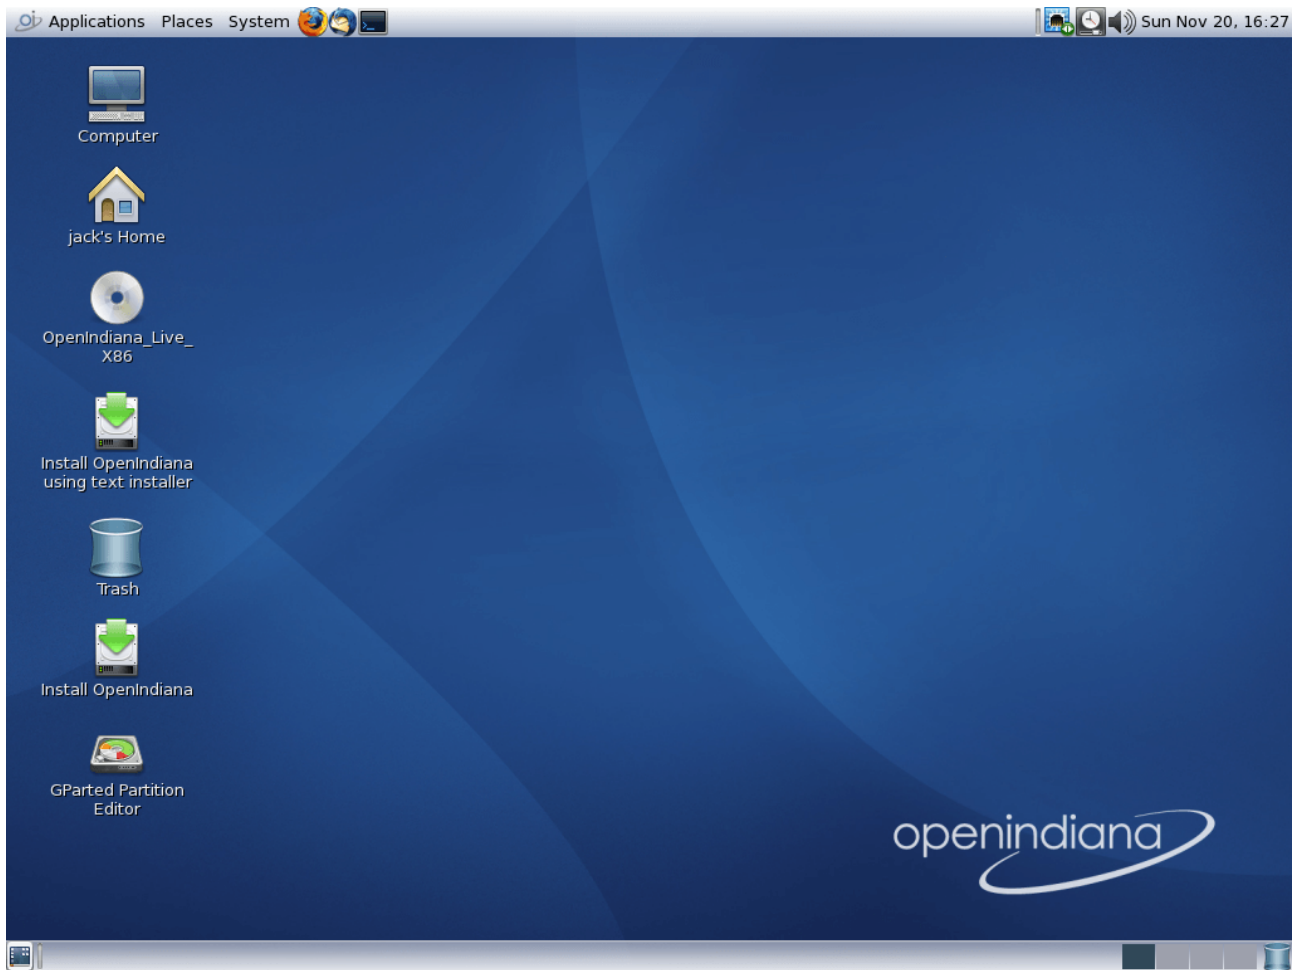 Applications Places System Sun Nov 20, 16:27
Computer
jack's Home
OpenIndiana_Live_
X86
Install OpenIndiana
using text installer
Trash
Install OpenIndiana
GParted Partition
Editor
openindiana